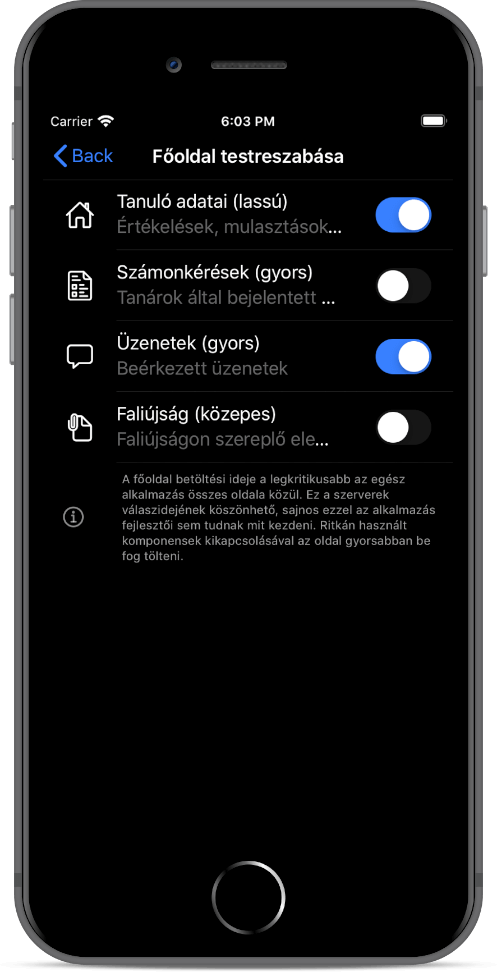 Carrier
6:03 PM
Back
Főoldal testreszabása
Tanuló adatai (lassú)
Értékelések, mulasztások...
Számonkérések (gyors)
Tanárok által bejelentett ...
Üzenetek (gyors)
Beérkezett üzenetek
Faliújság (közepes)
Faliújságon szereplő ele...
A főoldal betöltési ideje a legkritikusabb az egész
alkalmazás összes oldala közül. Ez a szerverek
válaszidejének köszönhető, sajnos ezzel az alkalmazás
fejlesztői sem tudnak mit kezdeni. Ritkán használt
komponensek kikapcsolásával az oldal gyorsabban be
fog tölteni.